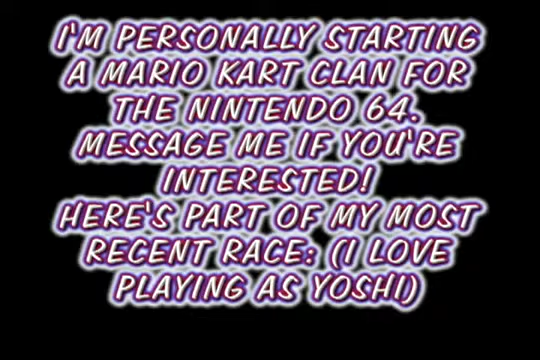 I'M PERSONALLY STARTING
A MARIO KART CLAN FOR
THE NINTENDO 64.
MESSAGE ME IF YOU'RE
INTERESTED!
HERE'S PART OF MY MOST
RECENT RACE: (I LOVE
PLAYING AS YOSHI)